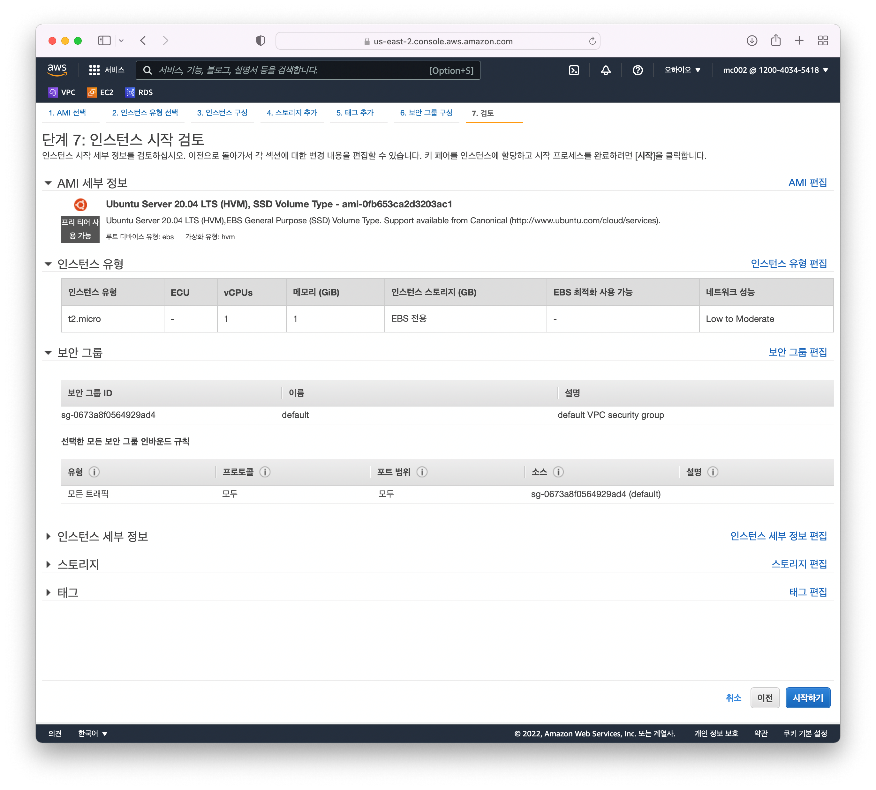 us-east-2.console.aws.amazon.com
aws 서비스 서비스, 기능, 블로그, 설명서 등을 검색합니다. [Option+S] 오하이오 ▼ mc002 @ 1200-4034-5418 ▼
VPC EC2 RDS
1. AMI 선택 2. 인스턴스 유형 선택 3. 인스턴스 구성 4. 스토리지 추가 5. 태그 추가 6. 보안 그룹 구성 7. 검토
단계 7: 인스턴스 시작 검토
인스턴스 시작 세부 정보를 검토하십시오. 이전으로 돌아가서 각 섹션에 대한 변경 내용을 편집할 수 있습니다. 키 페어를 인스턴스에 할당하고 시작 프로세스를 완료하려면 [시작]을 클릭합니다.
AMI 세부 정보 AMI 편집
Ubuntu Server 20.04 LTS (HVM), SSD Volume Type - ami-0fb653ca2d3203ac1
프리 티어 사용 가능
Ubuntu Server 20.04 LTS (HVM),EBS General Purpose (SSD) Volume Type. Support available from Canonical (http://www.ubuntu.com/cloud/services).
루트 디바이스 유형: ebs 가상화 유형: hvm
인스턴스 유형 인스턴스 유형 편집
인스턴스 유형 ECU vCPUs 메모리 (GiB) 인스턴스 스토리지 (GB) EBS 최적화 사용 가능 네트워크 성능
t2.micro - 1 1 EBS 전용 - Low to Moderate
보안 그룹 보안 그룹 편집
보안 그룹 ID 이름 설명
sg-0673a8f0564929ad4 default default VPC security group
선택한 모든 보안 그룹 인바운드 규칙
유형 프로토콜 포트 범위 소스 설명
모든 트래픽 모두 모두 sg-0673a8f0564929ad4 (default)
인스턴스 세부 정보 인스턴스 세부 정보 편집
스토리지 스토리지 편집
태그 태그 편집
취소 이전 시작하기
의견 한국어 ▼ © 2022, Amazon Web Services, Inc. 또는 계열사. 개인 정보 보호 약관 쿠키 기본 설정